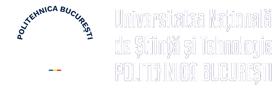 POLITEHNICA BUCUREȘTI
Universitatea Națională
de Știință și Tehnologie
POLITEHNICA BUCUREȘTI